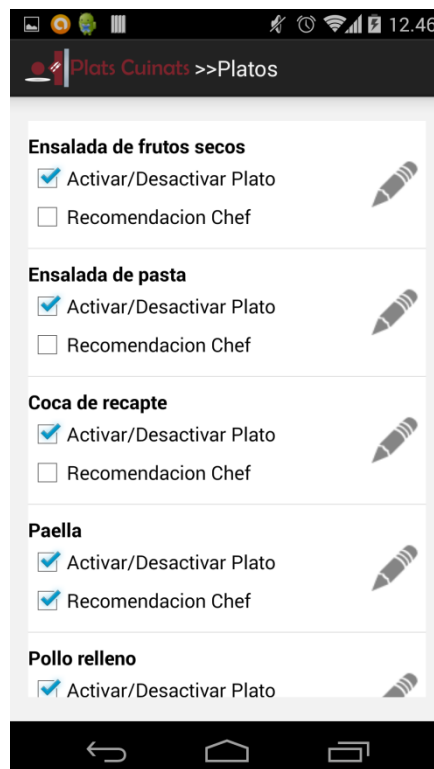 12.46
Plats Cuinats >>Platos
Ensalada de frutos secos
Activar/Desactivar Plato
Recomendacion Chef
Ensalada de pasta
Activar/Desactivar Plato
Recomendacion Chef
Coca de recapte
Activar/Desactivar Plato
Recomendacion Chef
Paella
Activar/Desactivar Plato
Recomendacion Chef
Pollo relleno
Activar/Desactivar Plato